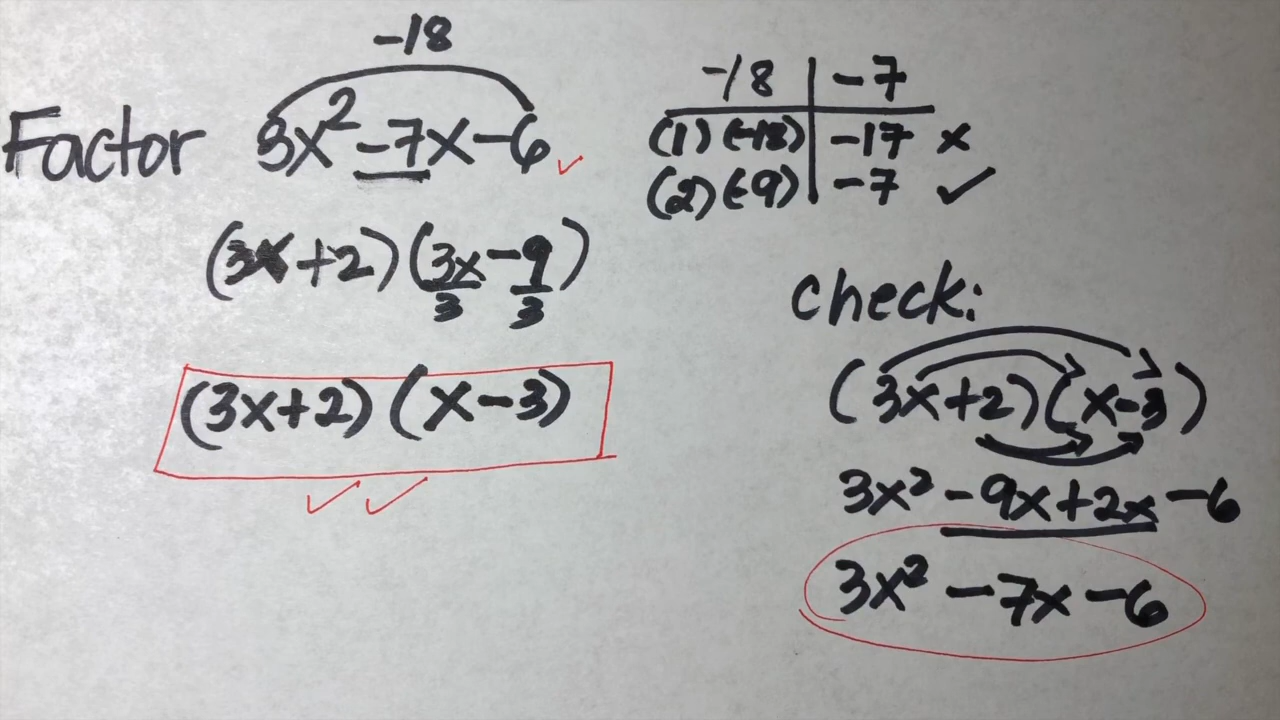 -18
Factor 3x² -7x-6 ✓
(3x+2)(3x/3 -9/3)
(3x+2)(x-3)
✓✓
-18 | -7
(1)(-18) | -17 x
(2)(-9) | -7 ✓
check:
(3x+2)(x-3)
3x² -9x+2x -6
3x² -7x -6